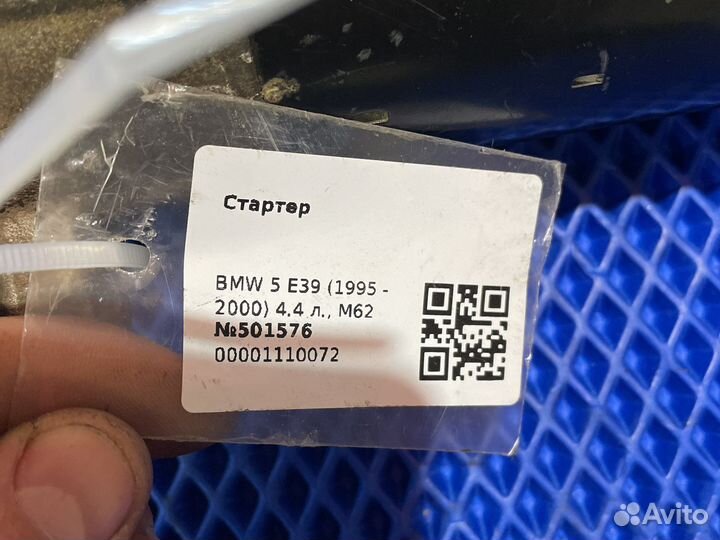 Стартер
BMW 5 E39 (1995 -
2000) 4.4 л., M62
№501576
00001110072
Avito